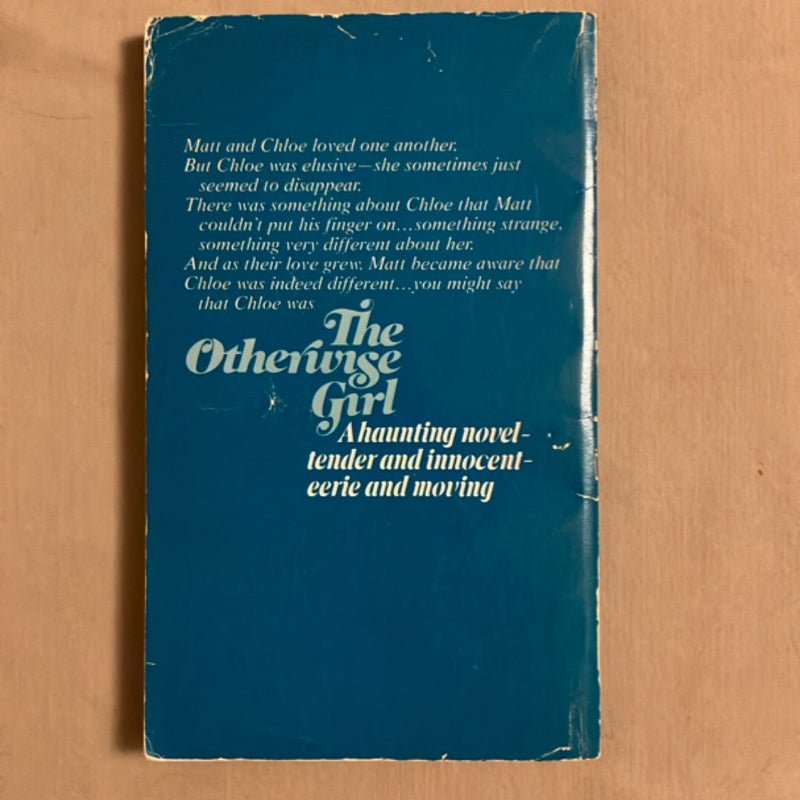 Matt and Chloe loved one another.
But Chloe was elusive—she sometimes just
seemed to disappear.
There was something about Chloe that Matt
couldn't put his finger on...something strange,
something very different about her.
And as their love grew, Matt became aware that
Chloe was indeed different...you might say
that Chloe was
The
Otherwise
Girl
A haunting novel-
tender and innocent-
eerie and moving